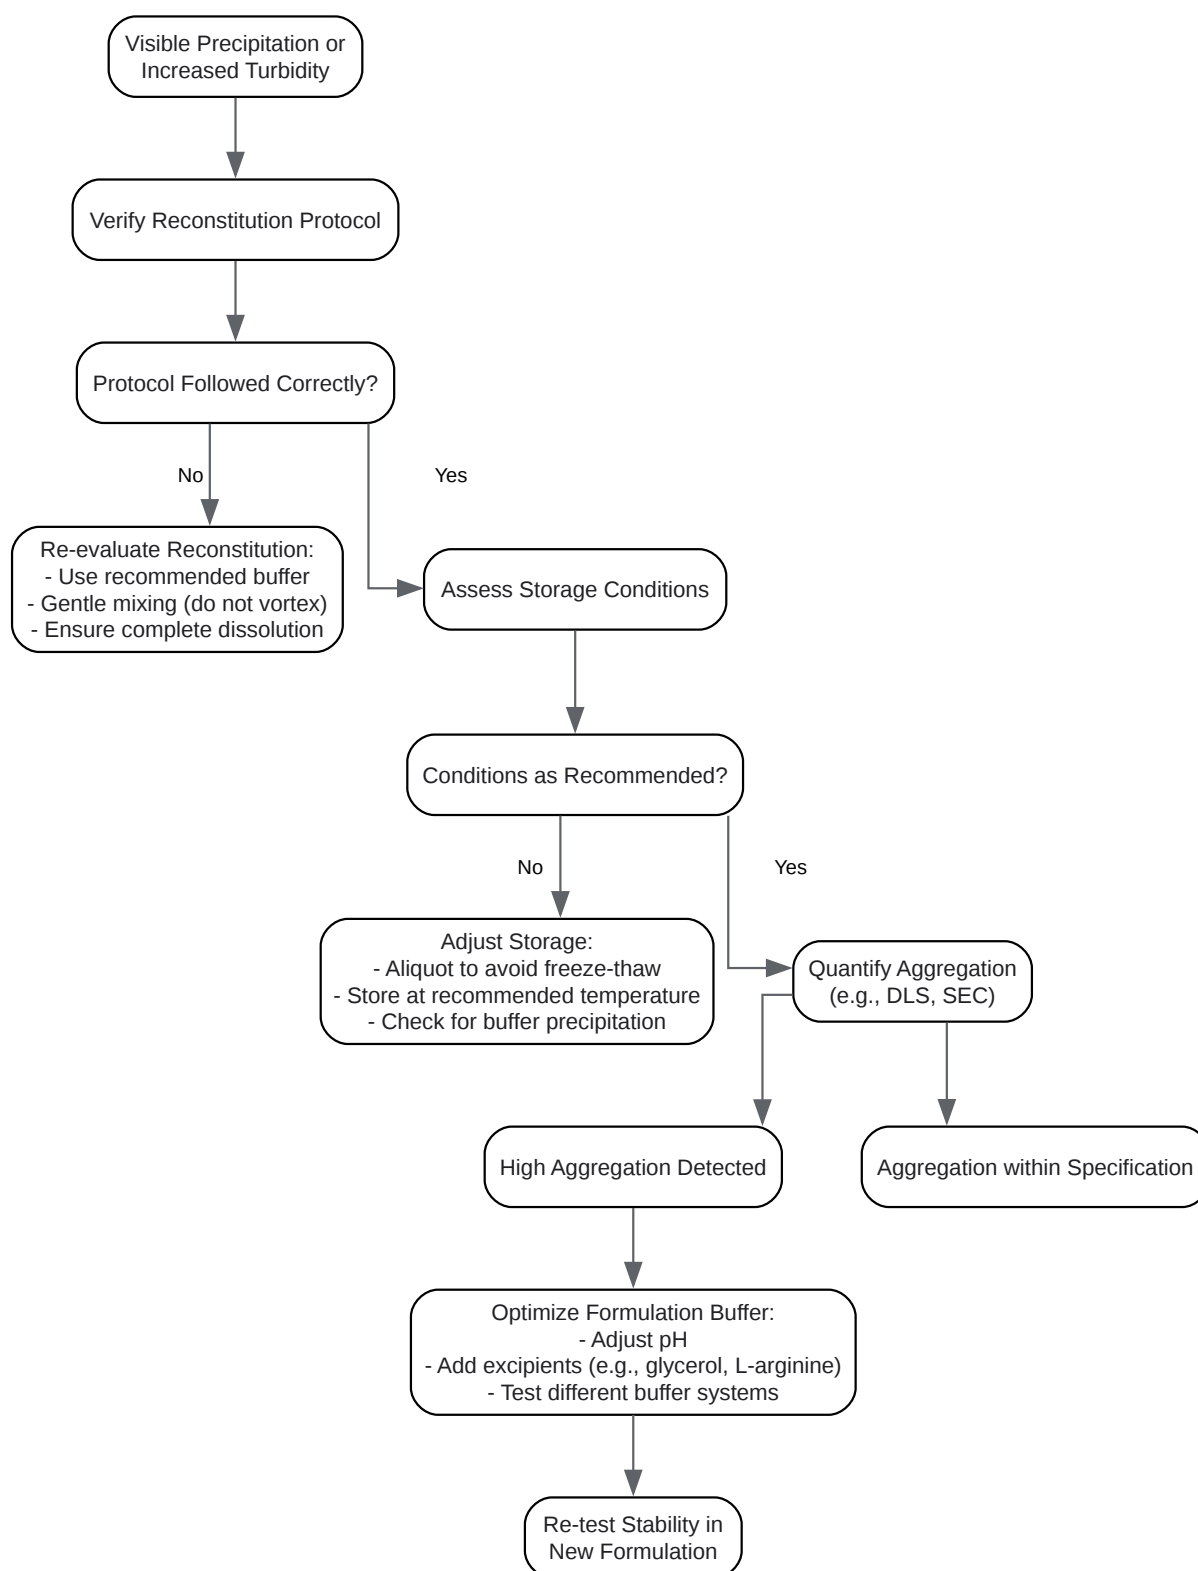 Visible Precipitation or
Increased Turbidity
Verify Reconstitution Protocol
Protocol Followed Correctly?
No
Yes
Re-evaluate Reconstitution:
- Use recommended buffer
- Gentle mixing (do not vortex)
- Ensure complete dissolution
Assess Storage Conditions
Conditions as Recommended?
No
Yes
Adjust Storage:
- Aliquot to avoid freeze-thaw
- Store at recommended temperature
- Check for buffer precipitation
Quantify Aggregation
(e.g., DLS, SEC)
High Aggregation Detected
Aggregation within Specification
Optimize Formulation Buffer:
- Adjust pH
- Add excipients (e.g., glycerol, L-arginine)
- Test different buffer systems
Re-test Stability in
New Formulation